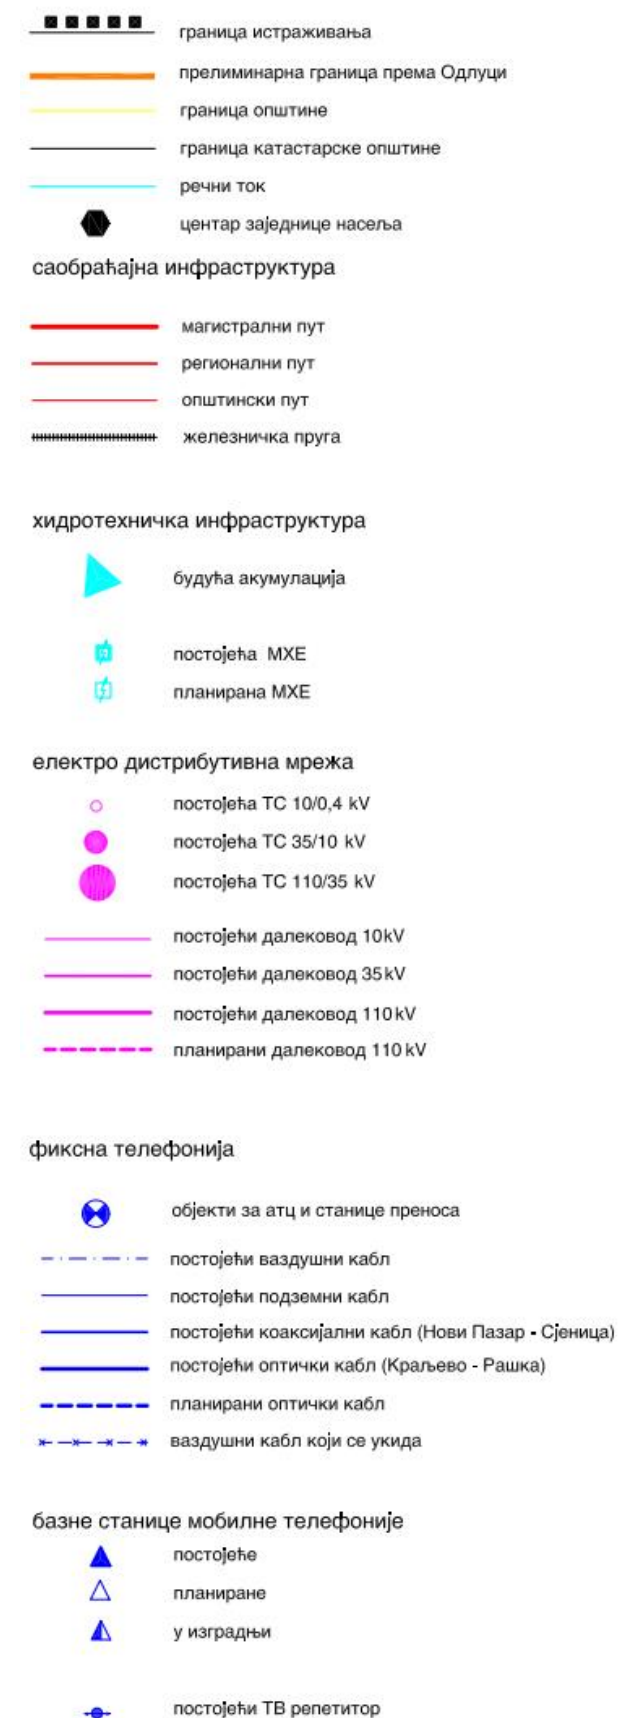 граница истраживања
прелиминарна граница према Одлуци
граница општине
граница катастарске општине
речни ток
центар заједнице насеља
саобраћајна инфраструктура
магистрални пут
регионални пут
општински пут
железничка пруга
хидротехничка инфраструктура
будућа акумулација
постојећа МХЕ
планирана МХЕ
електро дистрибутивна мрежа
постојећа ТС 10/0,4 kV
постојећа ТС 35/10 kV
постојећа ТС 110/35 kV
постојећи далековод 10kV
постојећи далековод 35kV
постојећи далековод 110kV
планирани далековод 110 kV
фиксна телефонија
објекти за атц и станице преноса
постојећи ваздушни кабл
постојећи подземни кабл
постојећи коаксијални кабл (Нови Пазар - Сјеница)
постојећи оптички кабл (Краљево - Рашка)
планирани оптички кабл
ваздушни кабл који се укида
базне станице мобилне телефоније
постојеће
планиране
у изградњи
постојећи ТВ репетитор